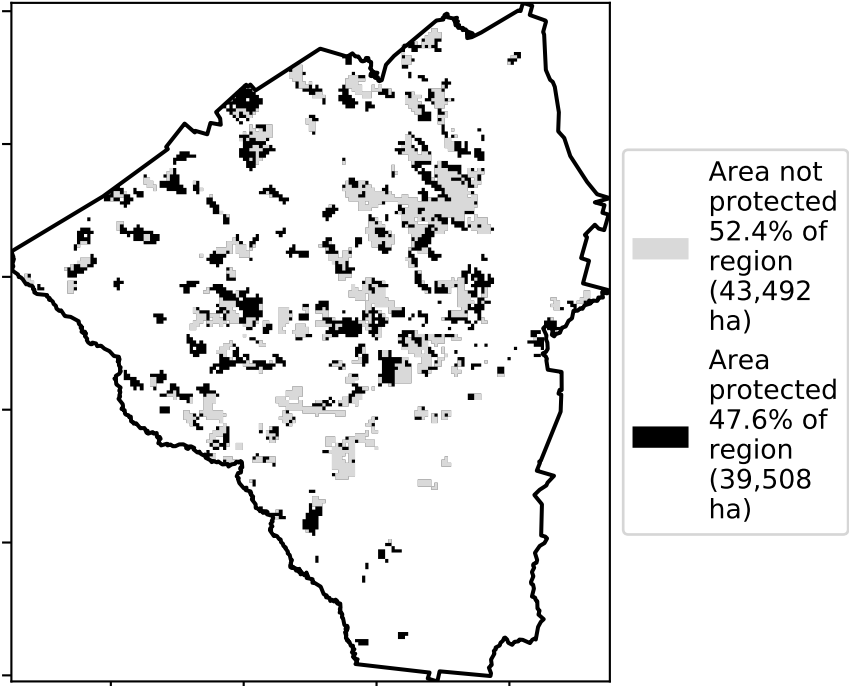 Area not
protected
52.4% of
region
(43,492
ha)
Area
protected
47.6% of
region
(39,508
ha)